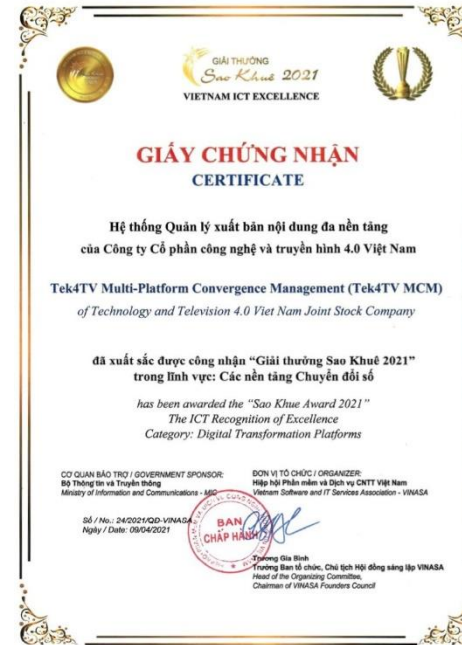 GIẢI THƯỞNG
Sao Khuê 2021
VIETNAM ICT EXCELLENCE
GIẤY CHỨNG NHẬN
CERTIFICATE
Hệ thống Quản lý xuất bản nội dung đa nền tảng
của Công ty Cổ phần công nghệ và truyền hình 4.0 Việt Nam
Tek4TV Multi-Platform Convergence Management (Tek4TV MCM)
of Technology and Television 4.0 Viet Nam Joint Stock Company
đã xuất sắc được công nhận “Giải thưởng Sao Khuê 2021”
trong lĩnh vực: Các nền tảng Chuyển đổi số
has been awarded the “Sao Khue Award 2021”
The ICT Recognition of Excellence
Category: Digital Transformation Platforms
CƠ QUAN BẢO TRỢ / GOVERNMENT SPONSOR:
Bộ Thông tin và Truyền thông
Ministry of Information and Communications - MIC
ĐƠN VỊ TỔ CHỨC / ORGANIZER:
Hiệp hội Phần mềm và Dịch vụ CNTT Việt Nam
Vietnam Software and IT Services Association - VINASA
Số / No.: 24/2021/QD-VINASA
Ngày / Date: 09/04/2021
BAN
CHẤP HÀNH
Trương Gia Bình
Trưởng Ban tổ chức, Chủ tịch Hội đồng sáng lập VINASA
Head of the Organizing Committee,
Chairman of VINASA Founders Council